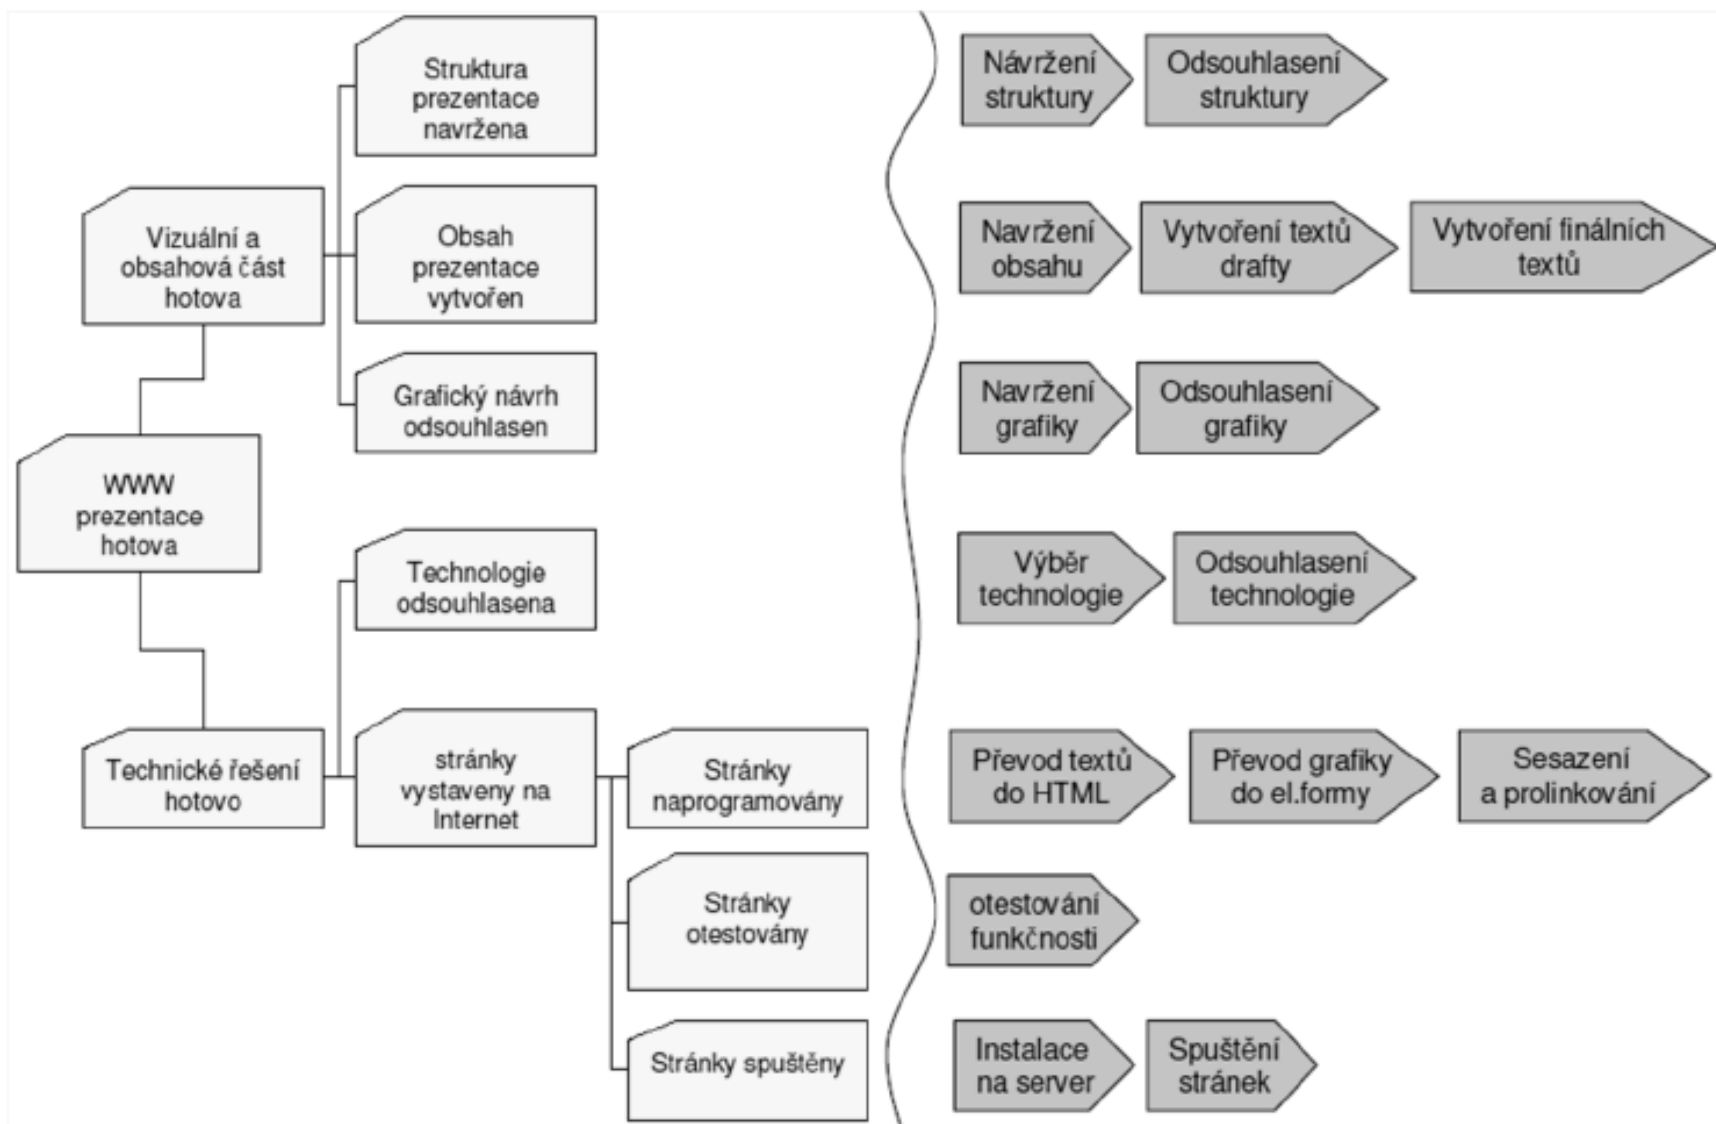 Struktura
prezentace
navržena
Návržení
struktury
Odsouhlasení
struktury
Vizuální a
obsahová část
hotova
Obsah
prezentace
vytvořen
Navržení
obsahu
Vytvoření textů
drafty
Vytvoření finálních
textů
Grafický návrh
odsouhlasen
Navržení
grafiky
Odsouhlasení
grafiky
WWW
prezentace
hotova
Technologie
odsouhlasena
Výběr
technologie
Odsouhlasení
technologie
Technické řešení
hotovo
stránky
vystaveny na
Internet
Stránky
naprogramovány
Převod textů
do HTML
Převod grafiky
do el.formy
Sesazení
a prolinkování
Stránky
otestovány
otestování
funkčnosti
Stránky spuštěny
Instalace
na server
Spuštění
stránek